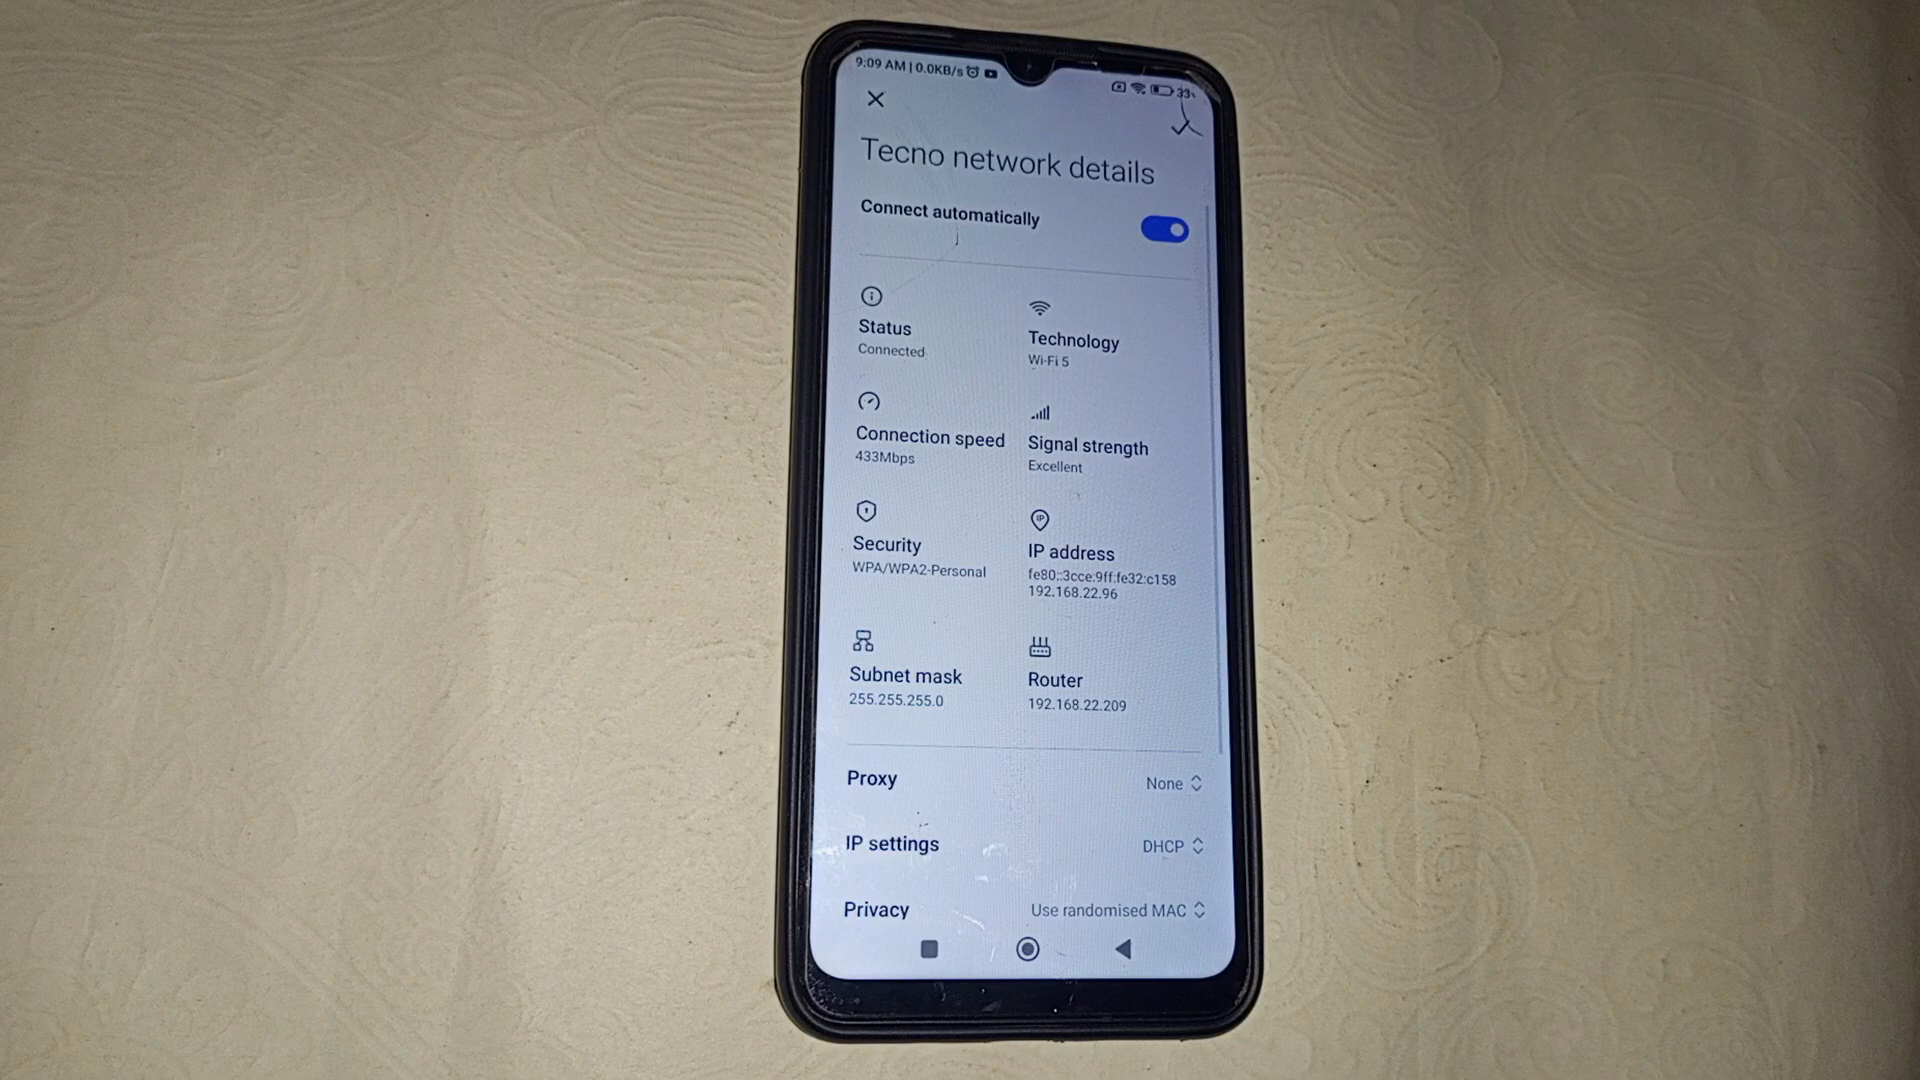 9:09 AM | 0.0KB/s
33%
Tecno network details
Connect automatically
Status
Connected
Technology
Wi-Fi 5
Connection speed
433Mbps
Signal strength
Excellent
Security
WPA/WPA2-Personal
IP
IP address
fe80::3cce:9ff:fe32:c158
192.168.22.96
Subnet mask
255.255.255.0
Router
192.168.22.209
Proxy
None
IP settings
DHCP
Privacy
Use randomised MAC